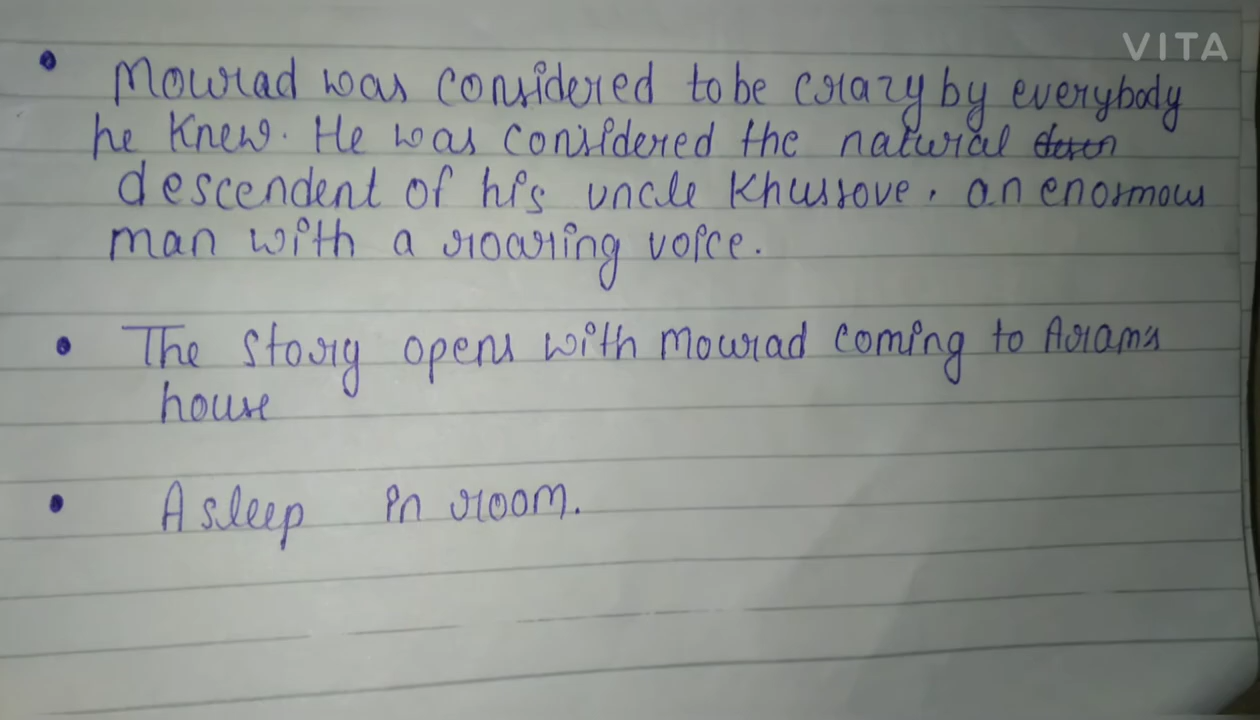 VITA
• Mourad was considered to be crazy by everybody
he knew. He was considered the natural
descendent of his uncle Khusrove. an enormous
man with a roaring voice.
• The story opens with Mourad coming to Aram's
house
• Asleep in room.